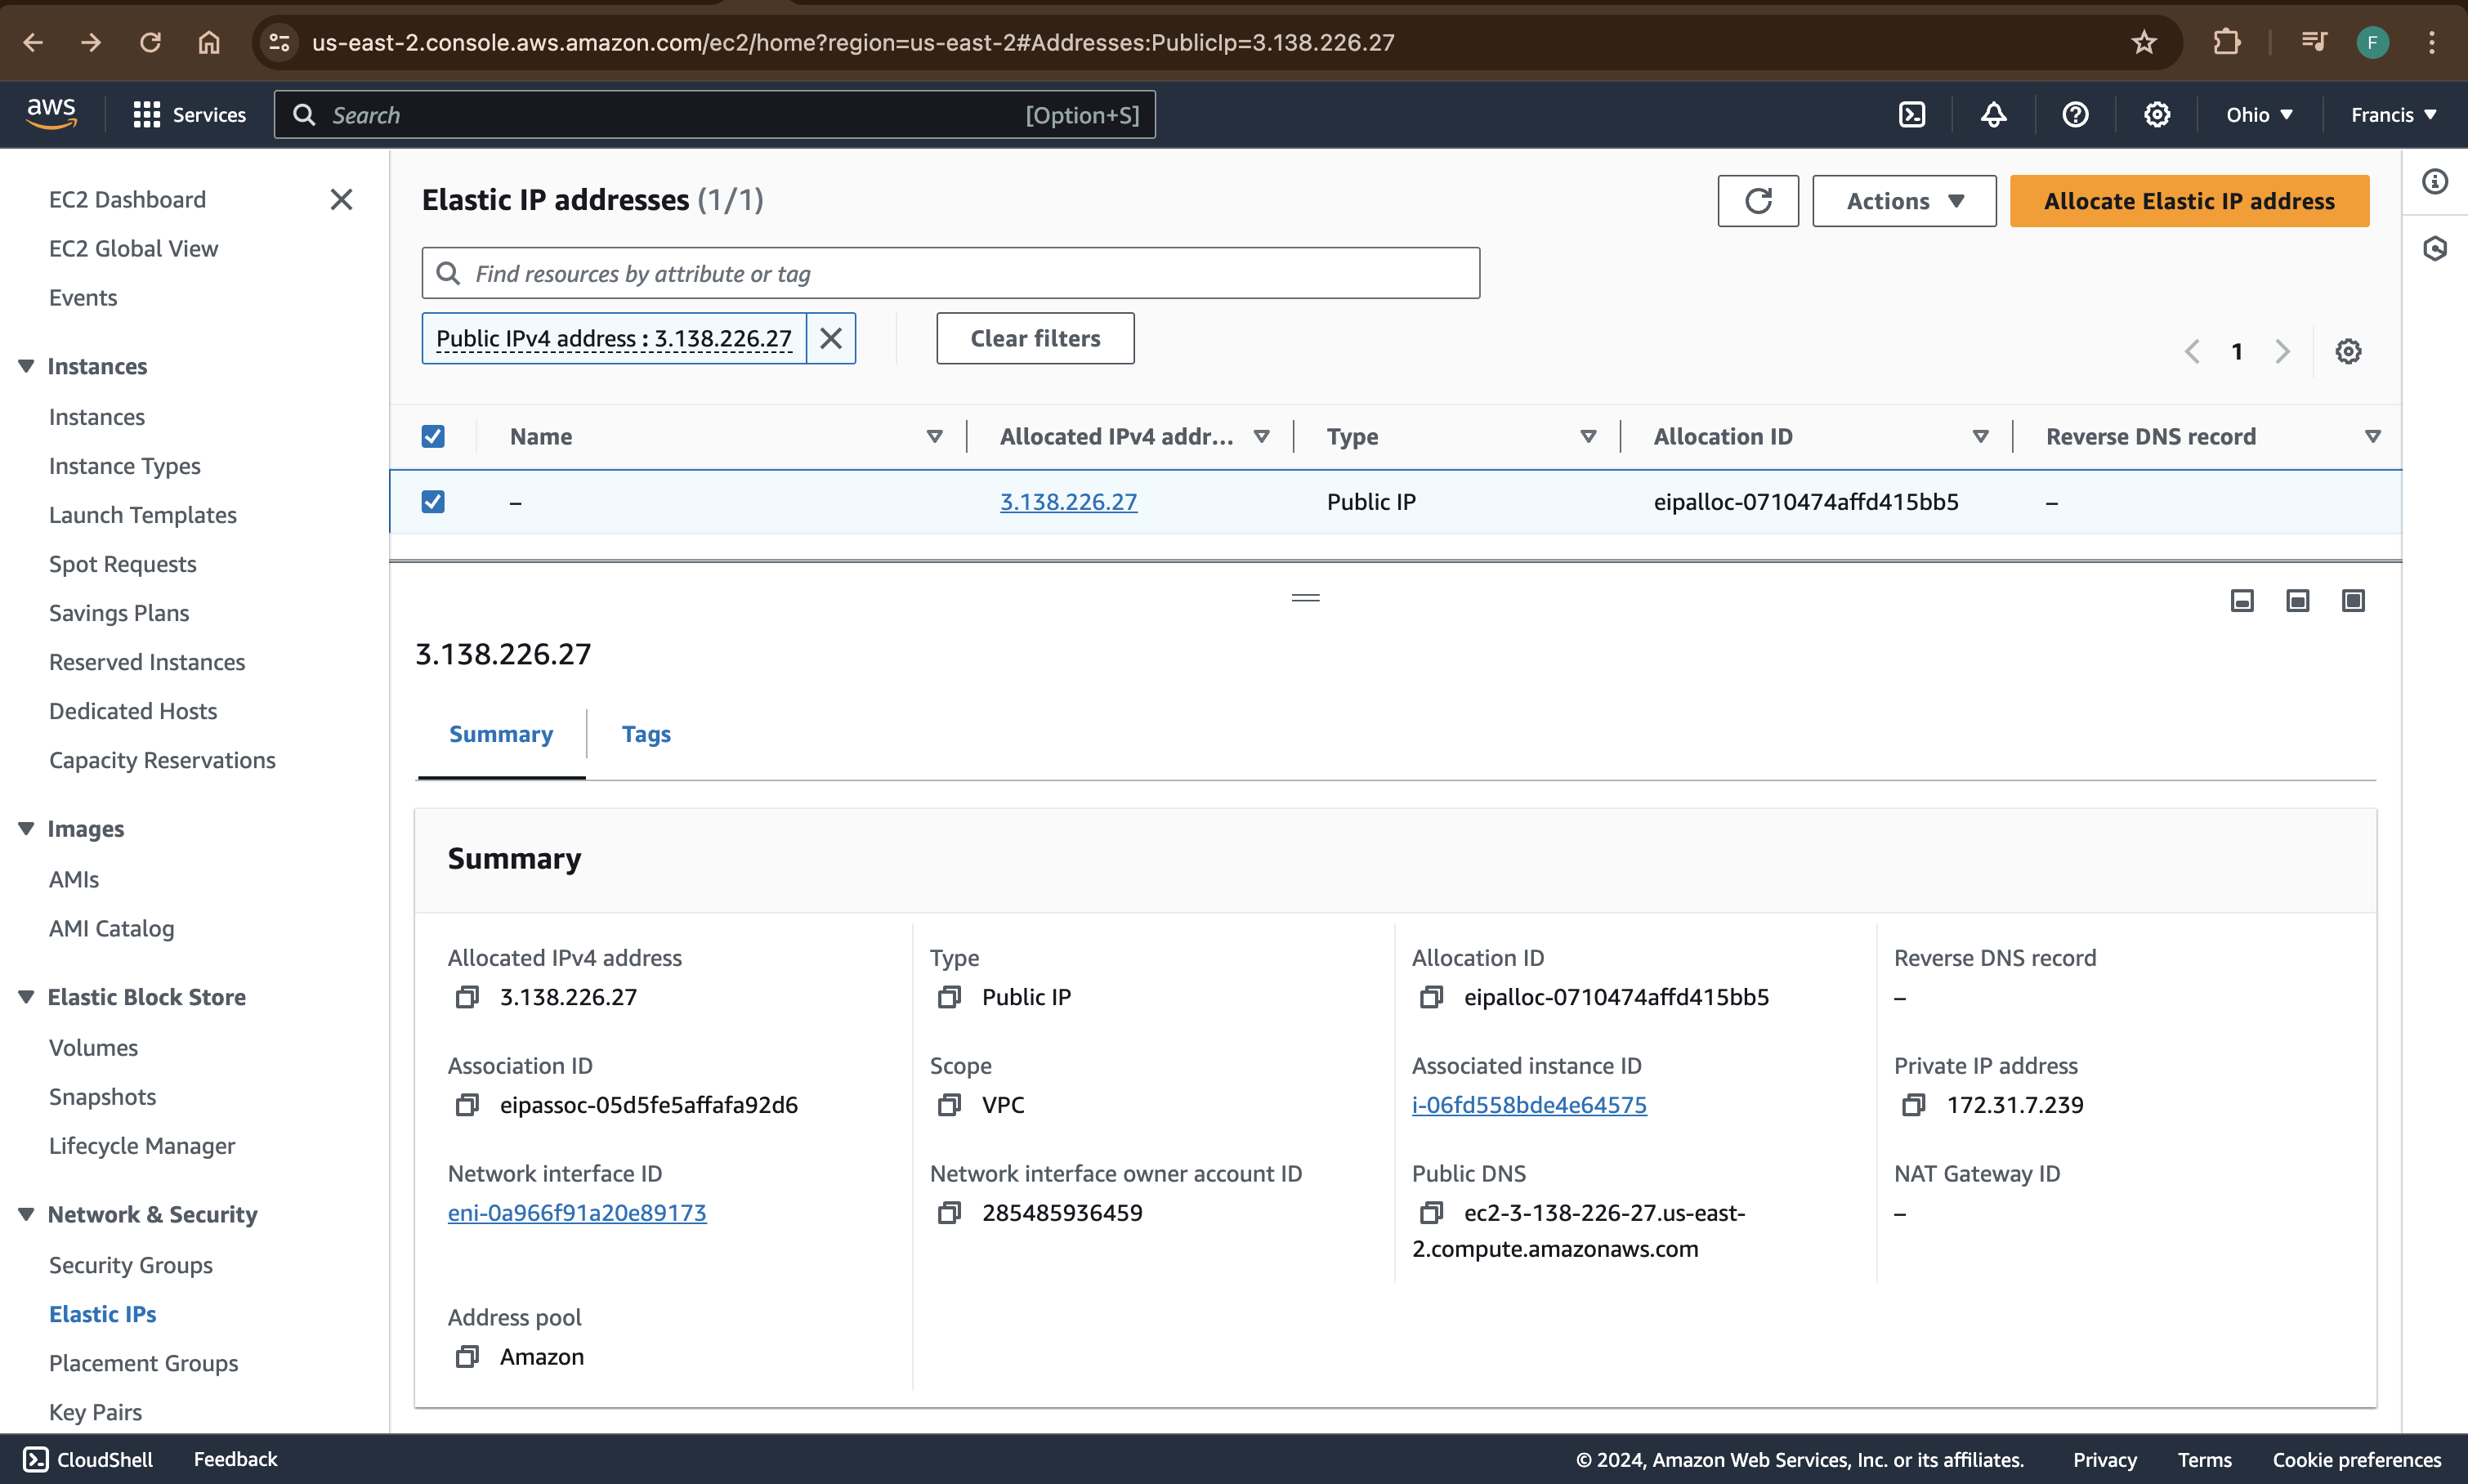 us-east-2.console.aws.amazon.com/ec2/home?region=us-east-2#Addresses:PublicIp=3.138.226.27
F
aws
Services
Search
[Option+S]
Ohio
Francis
EC2 Dashboard
EC2 Global View
Events
Instances
Instances
Instance Types
Launch Templates
Spot Requests
Savings Plans
Reserved Instances
Dedicated Hosts
Capacity Reservations
Images
AMIs
AMI Catalog
Elastic Block Store
Volumes
Snapshots
Lifecycle Manager
Network & Security
Security Groups
Elastic IPs
Placement Groups
Key Pairs
Elastic IP addresses (1/1)
Actions
Allocate Elastic IP address
Find resources by attribute or tag
Public IPv4 address : 3.138.226.27
Clear filters
1
Name
Allocated IPv4 addr...
Type
Allocation ID
Reverse DNS record
–
3.138.226.27
Public IP
eipalloc-0710474affd415bb5
–
3.138.226.27
Summary
Tags
Summary
Allocated IPv4 address
3.138.226.27
Type
Public IP
Allocation ID
eipalloc-0710474affd415bb5
Reverse DNS record
–
Association ID
eipassoc-05d5fe5affafa92d6
Scope
VPC
Associated instance ID
i-06fd558bde4e64575
Private IP address
172.31.7.239
Network interface ID
eni-0a966f91a20e89173
Network interface owner account ID
285485936459
Public DNS
ec2-3-138-226-27.us-east-
2.compute.amazonaws.com
NAT Gateway ID
–
Address pool
Amazon
CloudShell
Feedback
© 2024, Amazon Web Services, Inc. or its affiliates.
Privacy
Terms
Cookie preferences